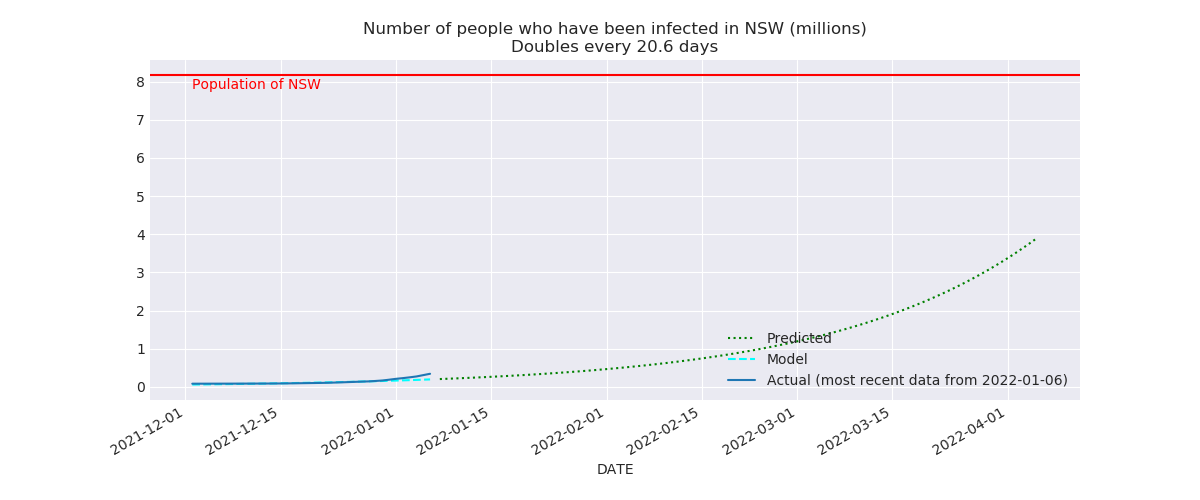 Number of people who have been infected in NSW (millions)
Doubles every 20.6 days
Population of NSW
8
7
6
5
4
3
2
1
0
Predicted
Model
Actual (most recent data from 2022-01-06)
2021-12-01
2021-12-15
2022-01-01
2022-01-15
2022-02-01
2022-02-15
2022-03-01
2022-03-15
2022-04-01
DATE